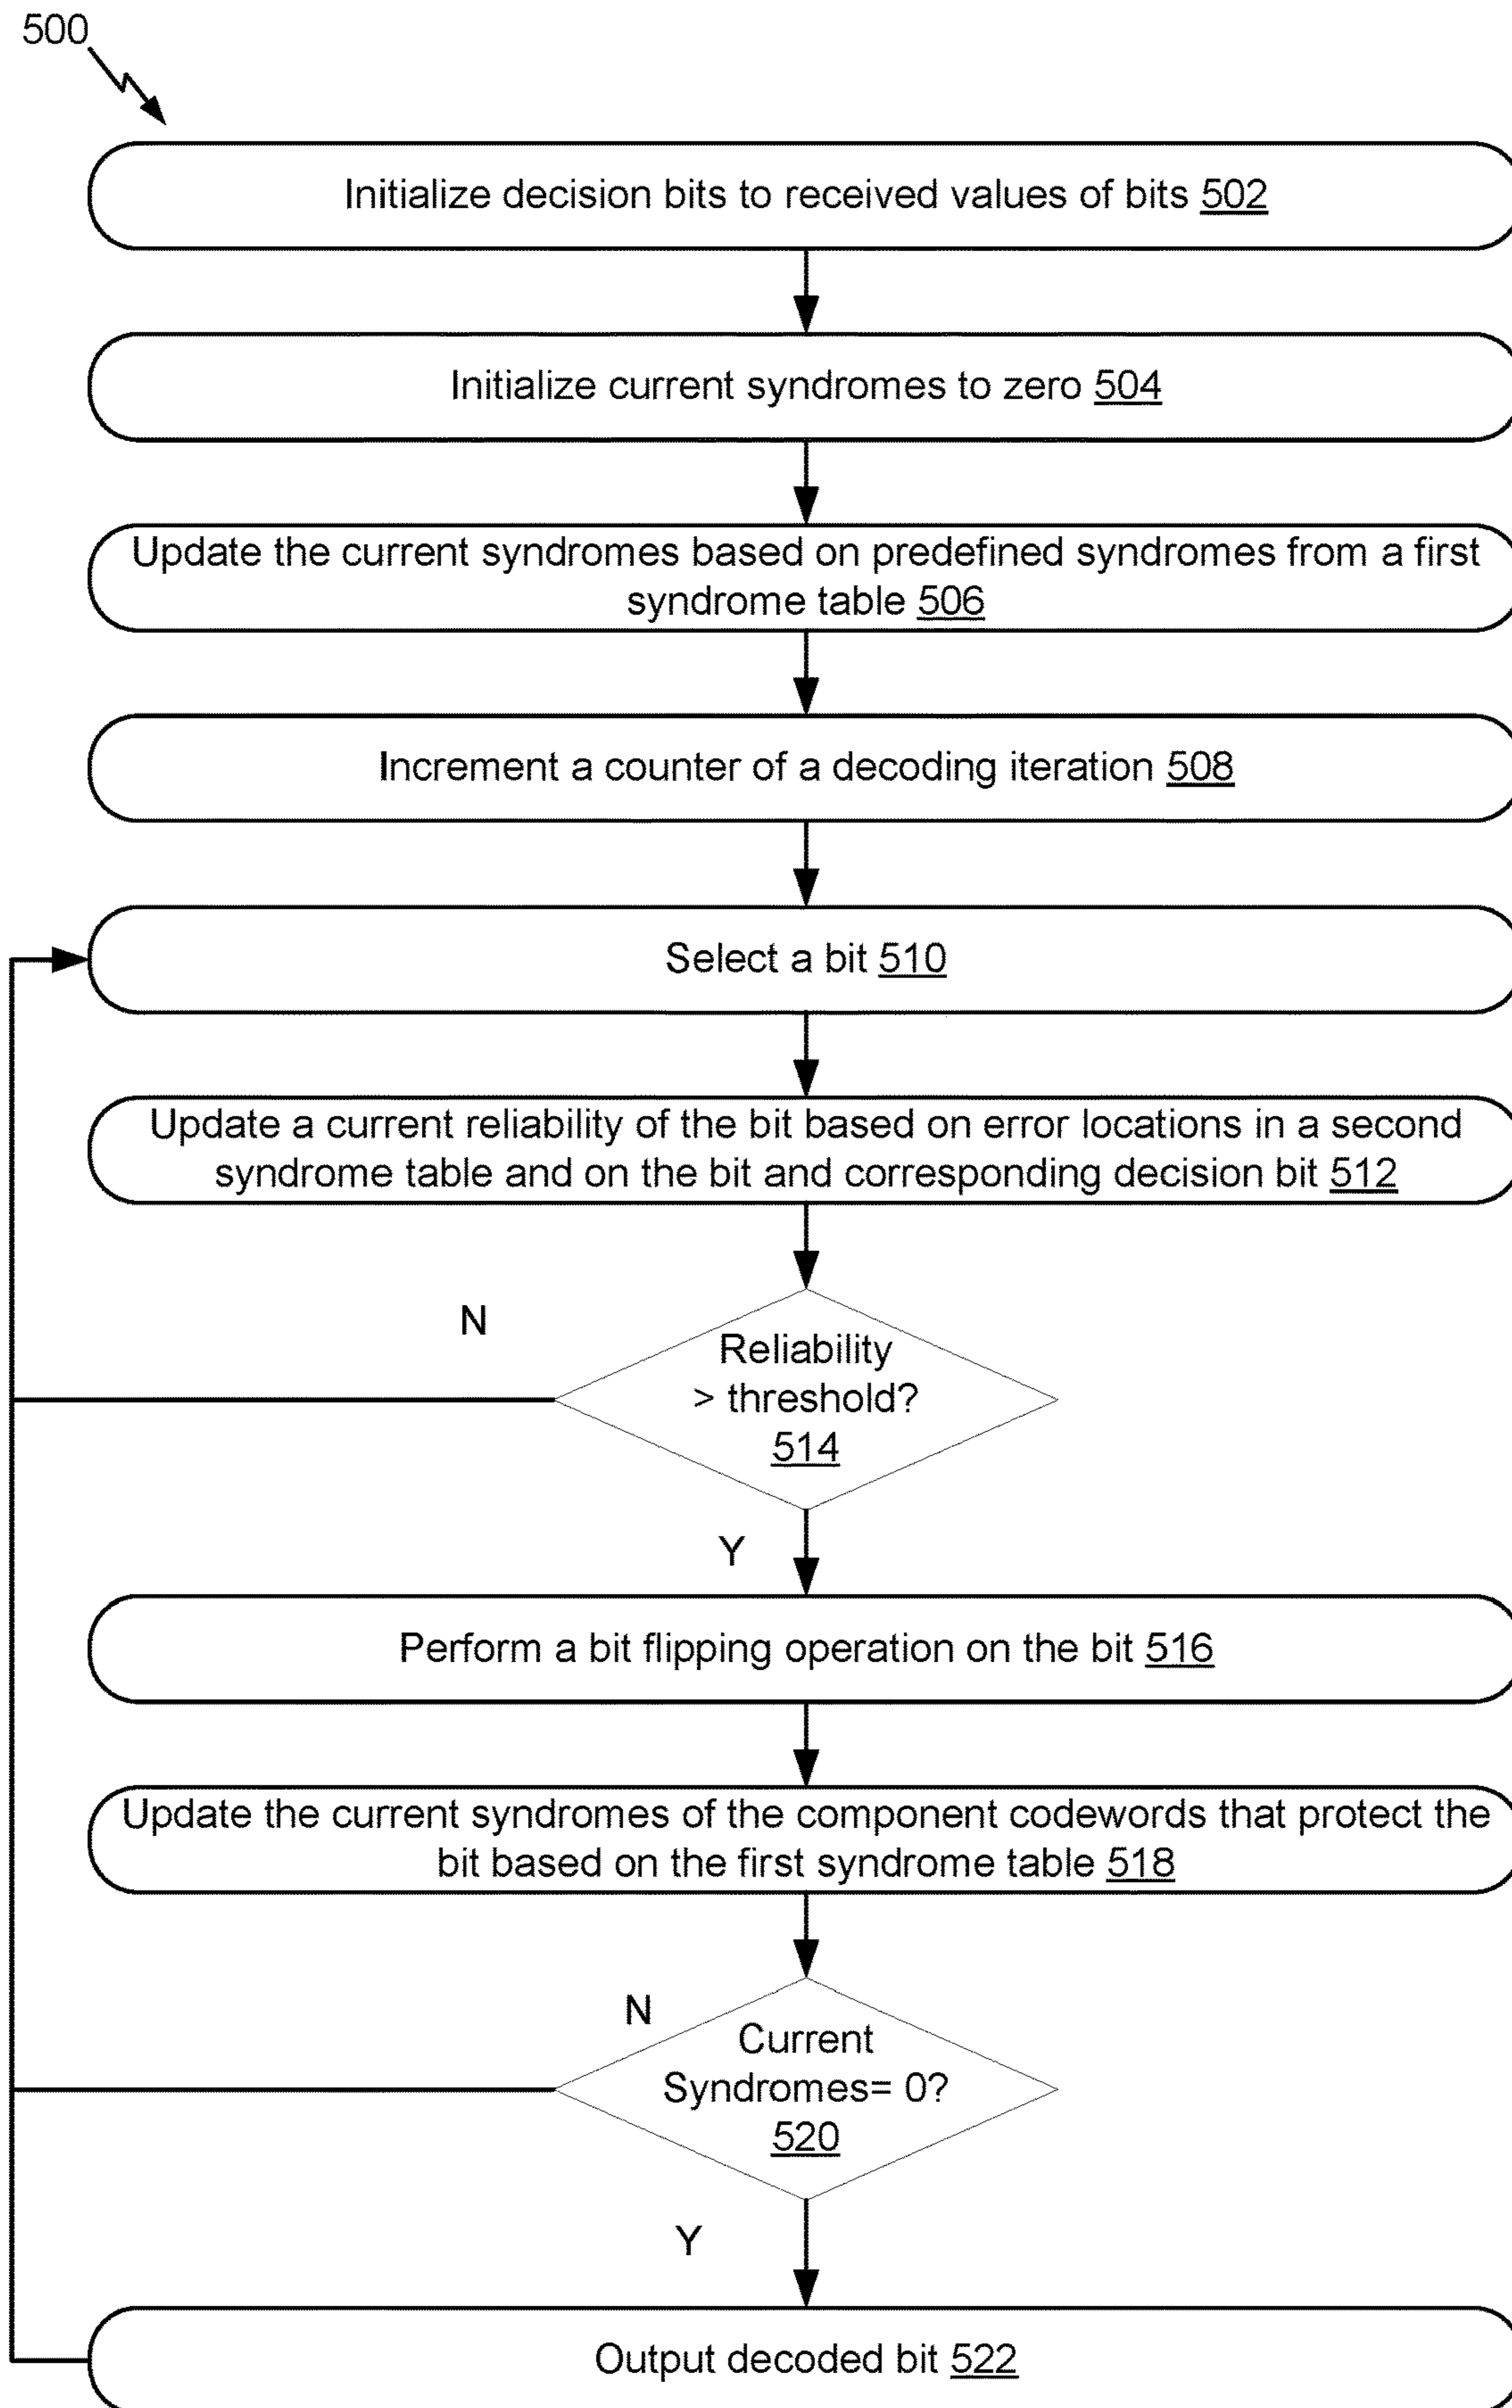 500
Initialize decision bits to received values of bits 502
Initialize current syndromes to zero 504
Update the current syndromes based on predefined syndromes from a first
syndrome table 506
Increment a counter of a decoding iteration 508
Select a bit 510
Update a current reliability of the bit based on error locations in a second
syndrome table and on the bit and corresponding decision bit 512
N
Reliability
> threshold?
514
Y
Perform a bit flipping operation on the bit 516
Update the current syndromes of the component codewords that protect the
bit based on the first syndrome table 518
N
Current
Syndromes= 0?
520
Y
Output decoded bit 522